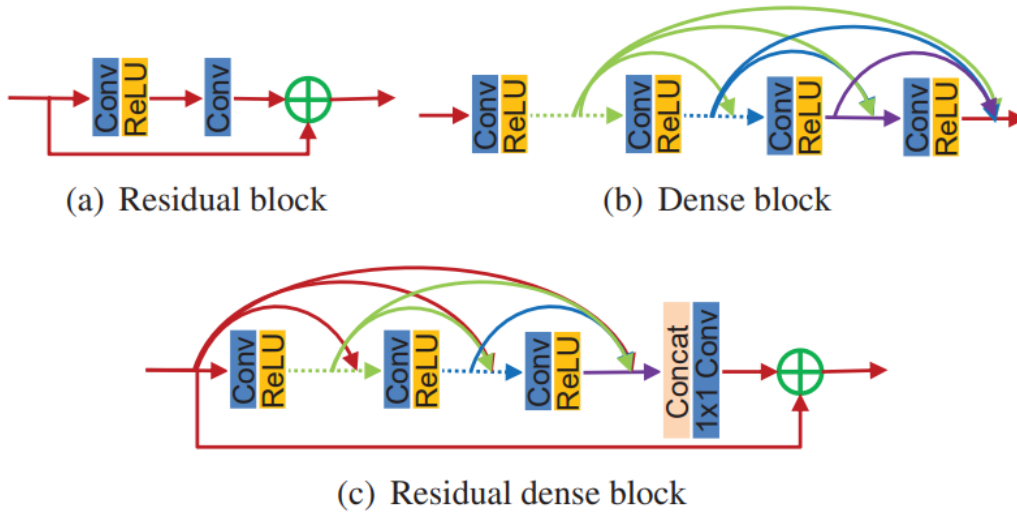 Conv
ReLU
Conv
(a) Residual block
Conv
ReLU
Conv
ReLU
Conv
ReLU
Conv
ReLU
(b) Dense block
Conv
ReLU
Conv
ReLU
Conv
ReLU
Concat
1x1 Conv
(c) Residual dense block